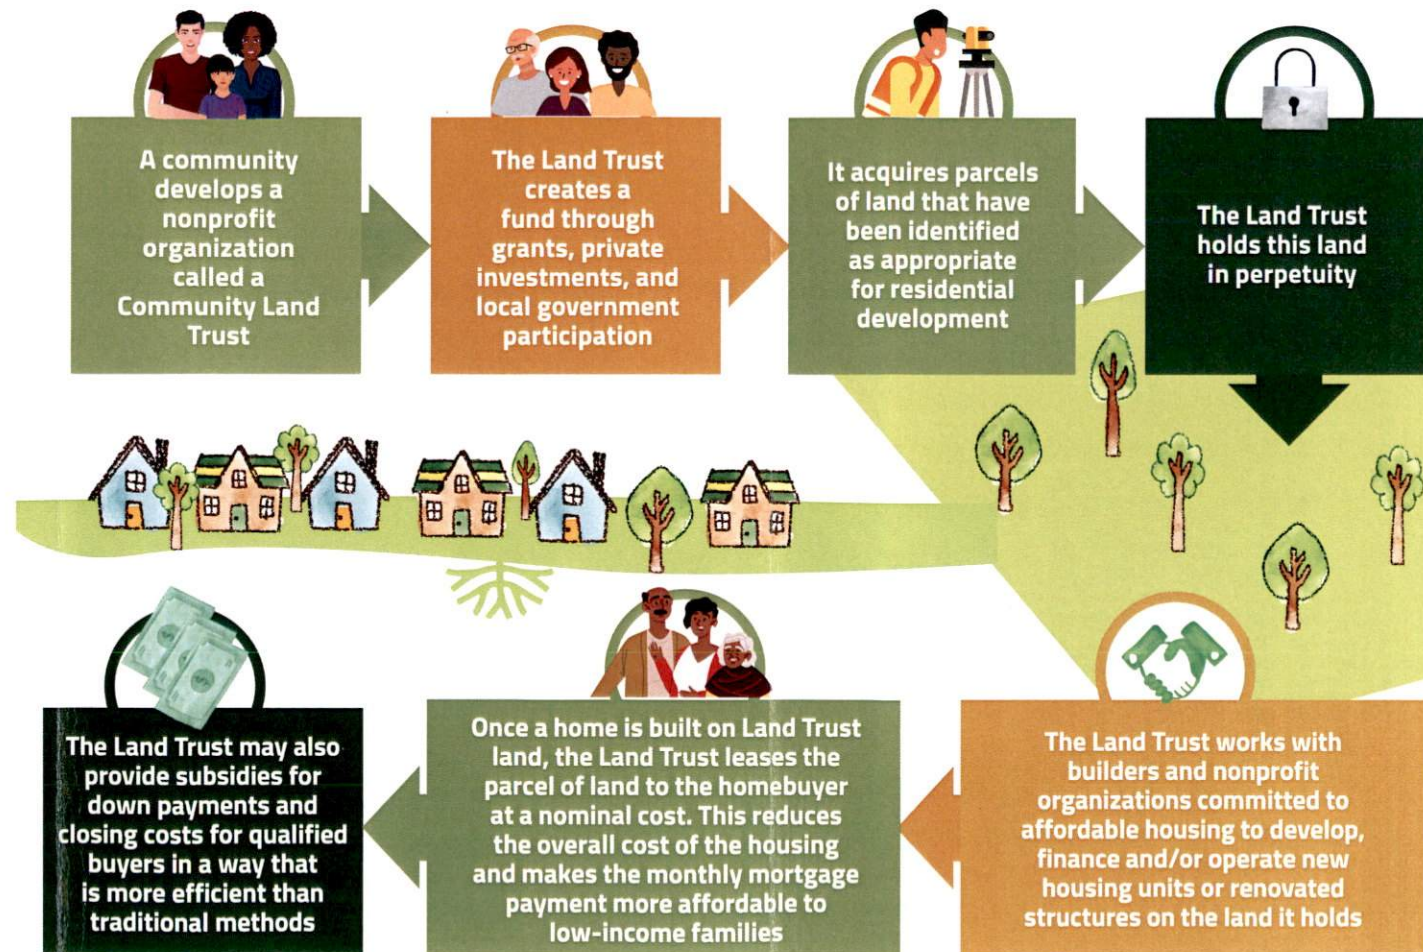 A community
develops a
nonprofit
organization
called a
Community Land
Trust
The Land Trust
creates a
fund through
grants, private
investments, and
local government
participation
It acquires parcels
of land that have
been identified
as appropriate
for residential
development
The Land Trust
holds this land
in perpetuity
The Land Trust works with
builders and nonprofit
organizations committed to
affordable housing to develop,
finance and/or operate new
housing units or renovated
structures on the land it holds
Once a home is built on Land Trust
land, the Land Trust leases the
parcel of land to the homebuyer
at a nominal cost. This reduces
the overall cost of the housing
and makes the monthly mortgage
payment more affordable to
low-income families
The Land Trust may also
provide subsidies for
down payments and
closing costs for qualified
buyers in a way that
is more efficient than
traditional methods